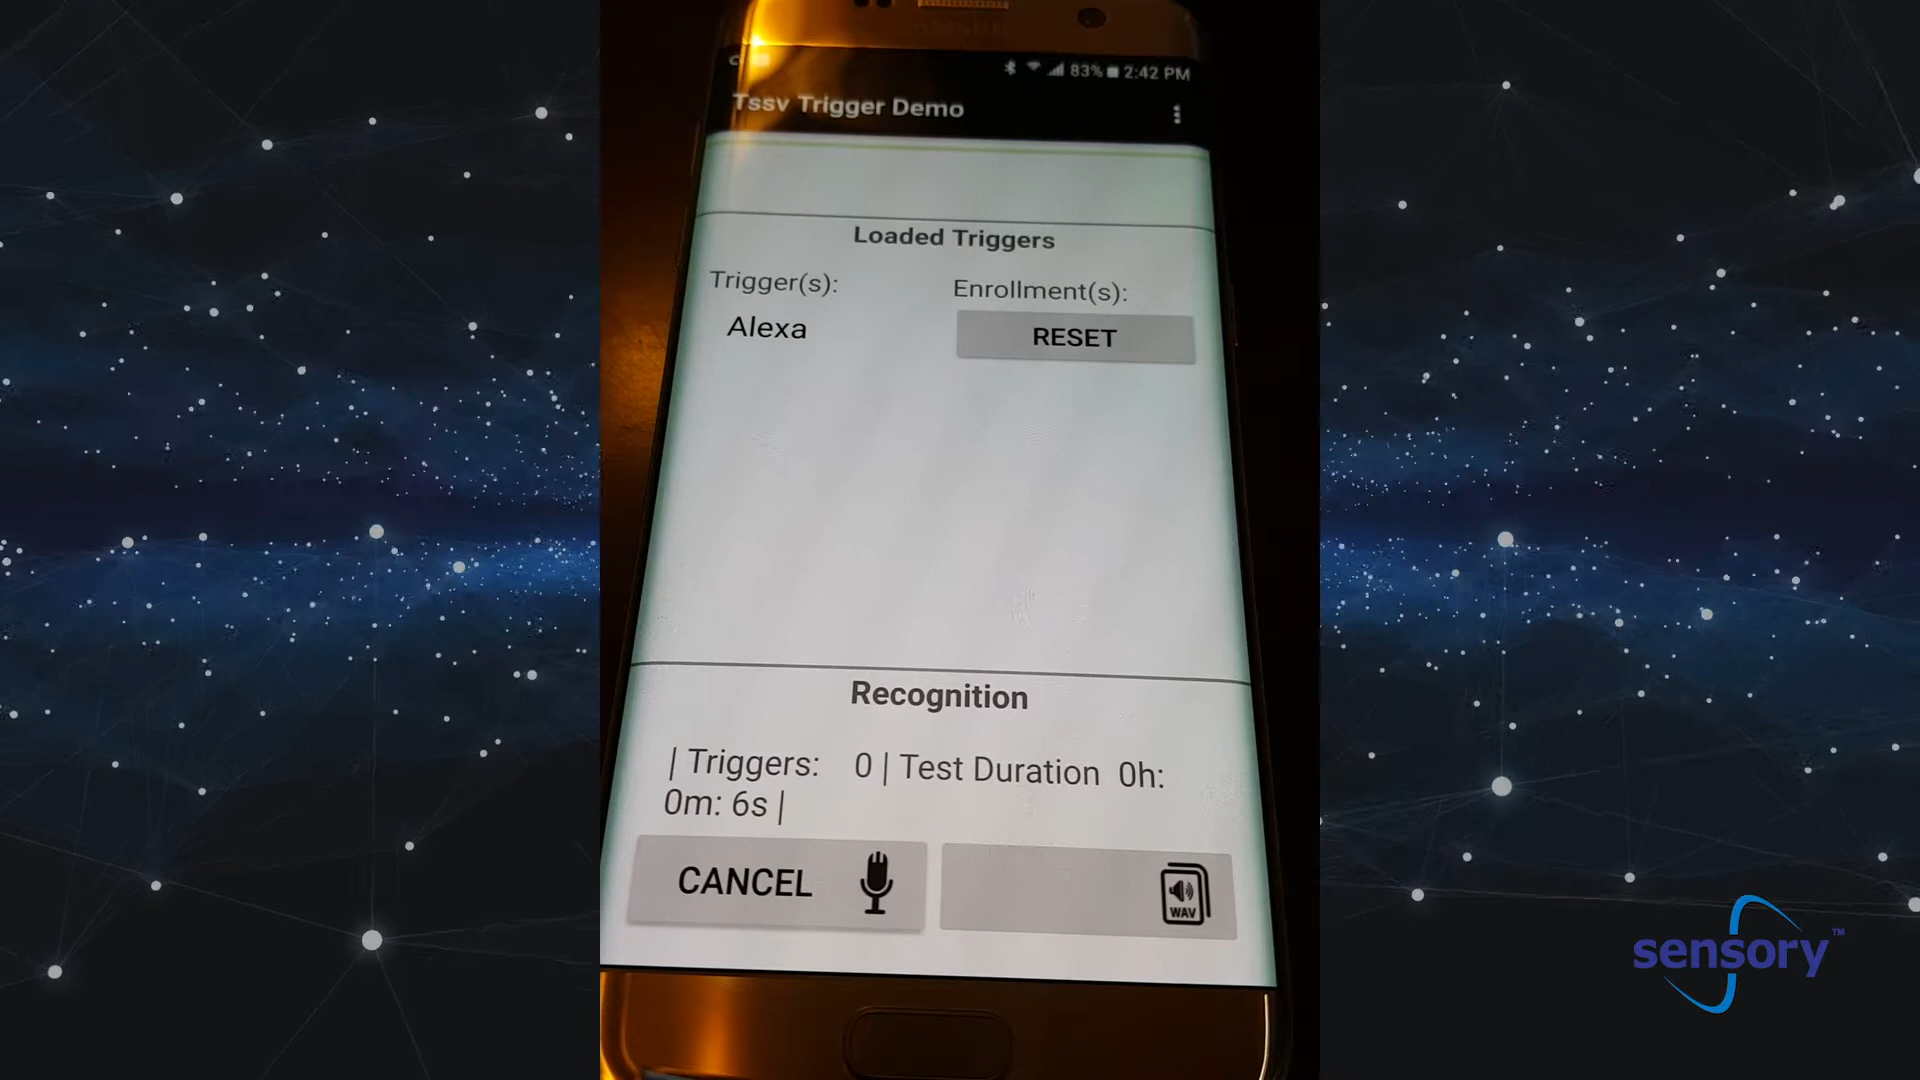 83% 2:42 PM
Tssv Trigger Demo
Loaded Triggers
Trigger(s): Enrollment(s):
Alexa RESET
Recognition
| Triggers: 0 | Test Duration 0h:
0m: 6s |
CANCEL WAV
sensory™